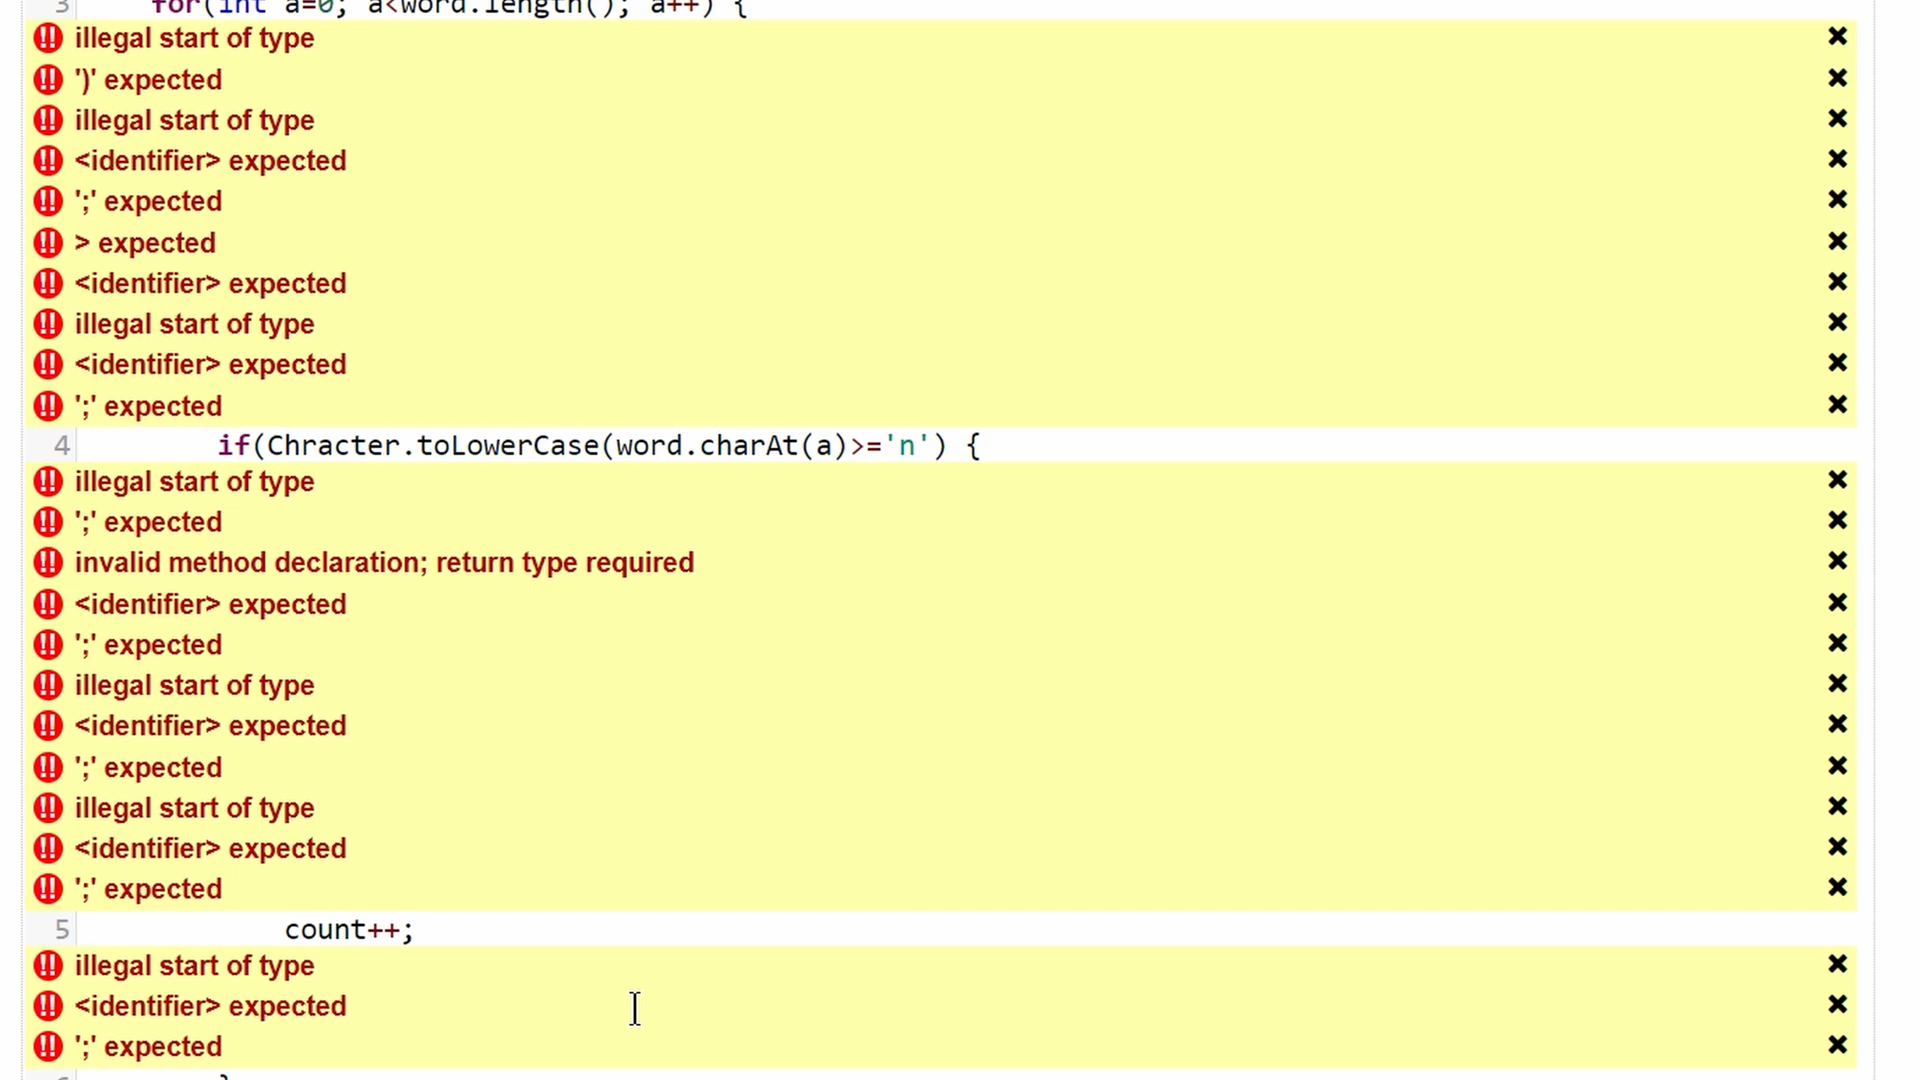 3 for(int a=0; a<word.length(); a++) {
illegal start of type
')' expected
illegal start of type
<identifier> expected
';' expected
> expected
<identifier> expected
illegal start of type
<identifier> expected
';' expected
4 if(Chracter.toLowerCase(word.charAt(a)>='n') {
illegal start of type
';' expected
invalid method declaration; return type required
<identifier> expected
';' expected
illegal start of type
<identifier> expected
';' expected
illegal start of type
<identifier> expected
';' expected
5 count++;
illegal start of type
<identifier> expected
';' expected